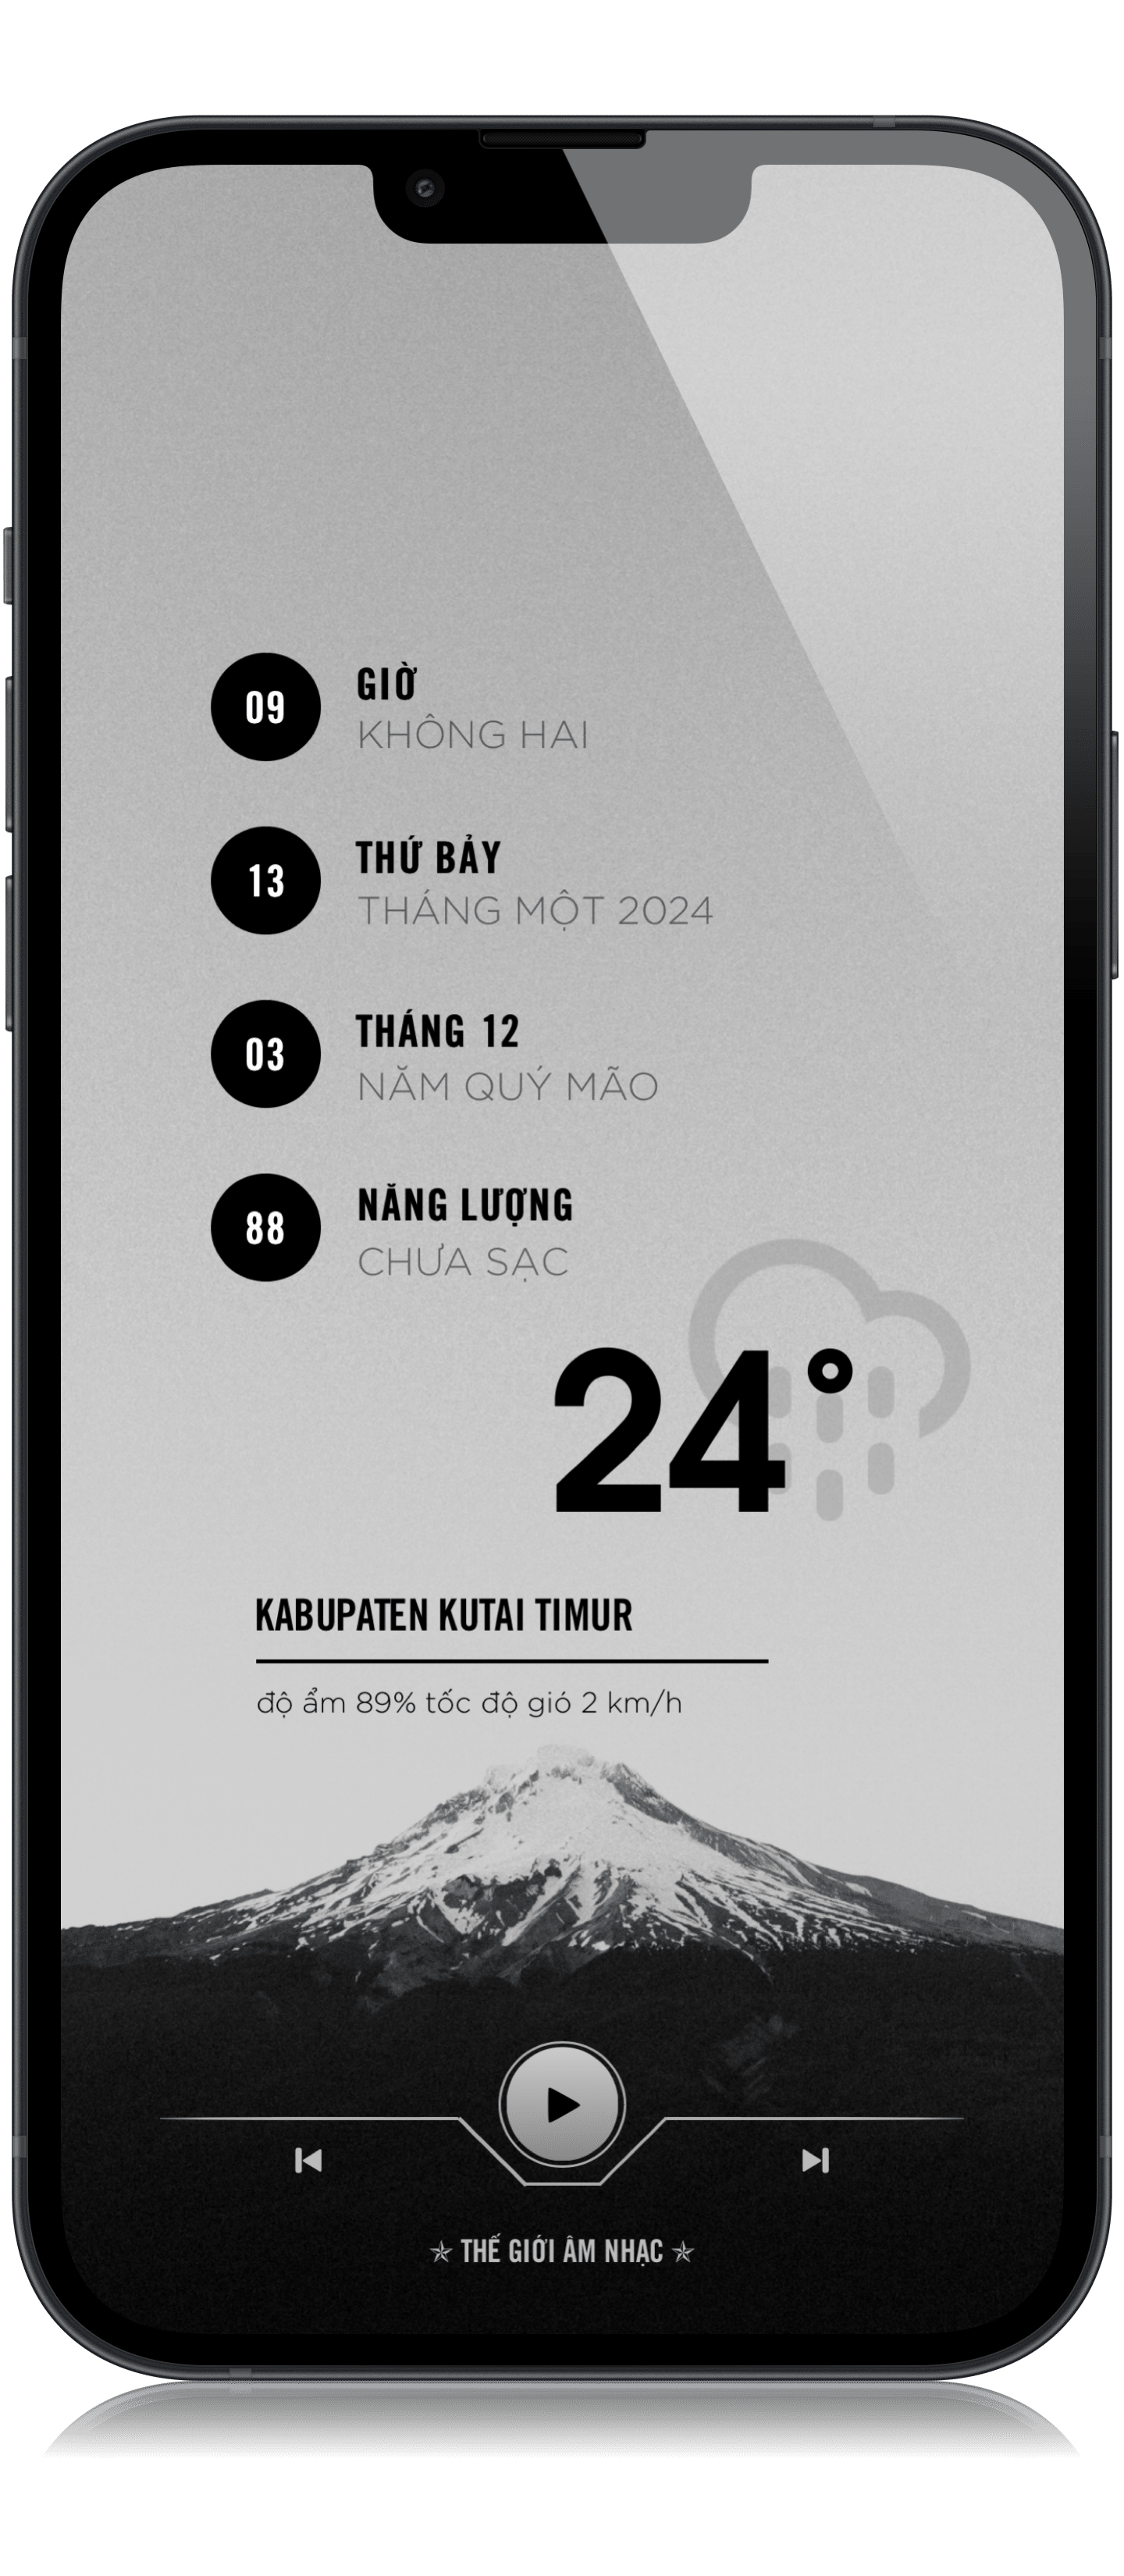 09
GIỜ
KHÔNG HAI
13
THỨ BẢY
THÁNG MỘT 2024
03
THÁNG 12
NĂM QUÝ MÃO
88
NĂNG LƯỢNG
CHƯA SẠC
24°
KABUPATEN KUTAI TIMUR
độ ẩm 89% tốc độ gió 2 km/h
THẾ GIỚI ÂM NHẠC